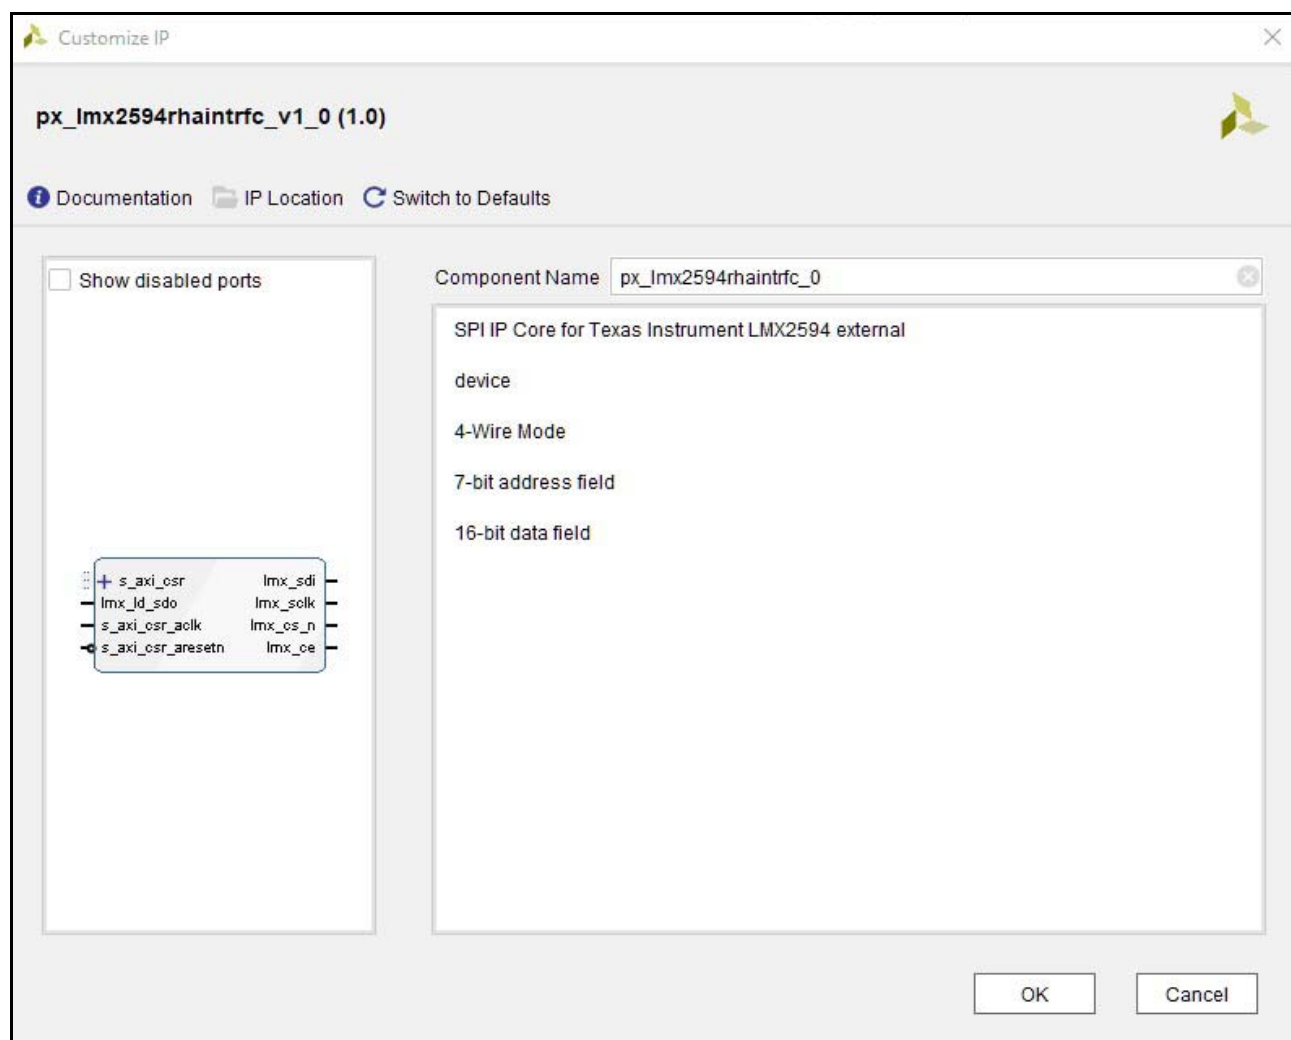 Customize IP
px_lmx2594rhaintrfc_v1_0 (1.0)
Documentation IP Location Switch to Defaults
Show disabled ports
Component Name px_lmx2594rhaintrfc_0
SPI IP Core for Texas Instrument LMX2594 external
device
4-Wire Mode
7-bit address field
16-bit data field
s_axi_csr lmx_sdi
lmx_ld_sdo lmx_sclk
s_axi_csr_aclk lmx_cs_n
s_axi_csr_aresetn lmx_ce
OK Cancel